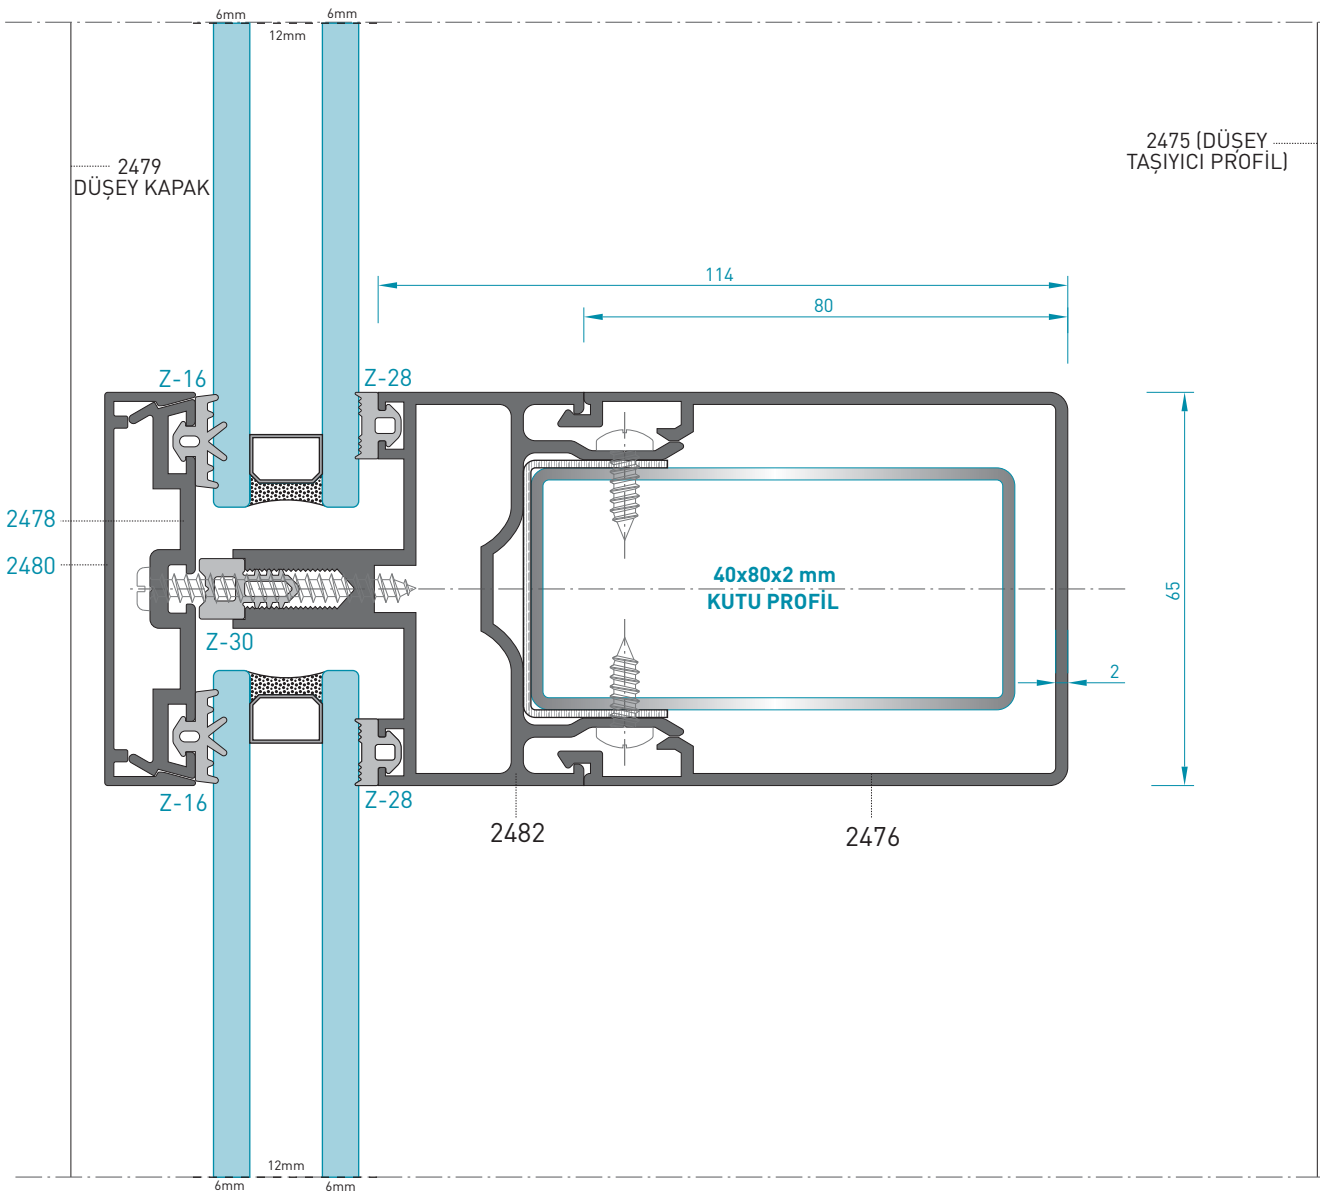 6mm
6mm
12mm
2479
DÜŞEY KAPAK
2475 (DÜŞEY
TAŞIYICI PROFİL)
114
80
Z-16
Z-28
2478
2480
40x80x2 mm
KUTU PROFİL
65
Z-30
2
Z-16
Z-28
2482
2476
12mm
6mm
6mm